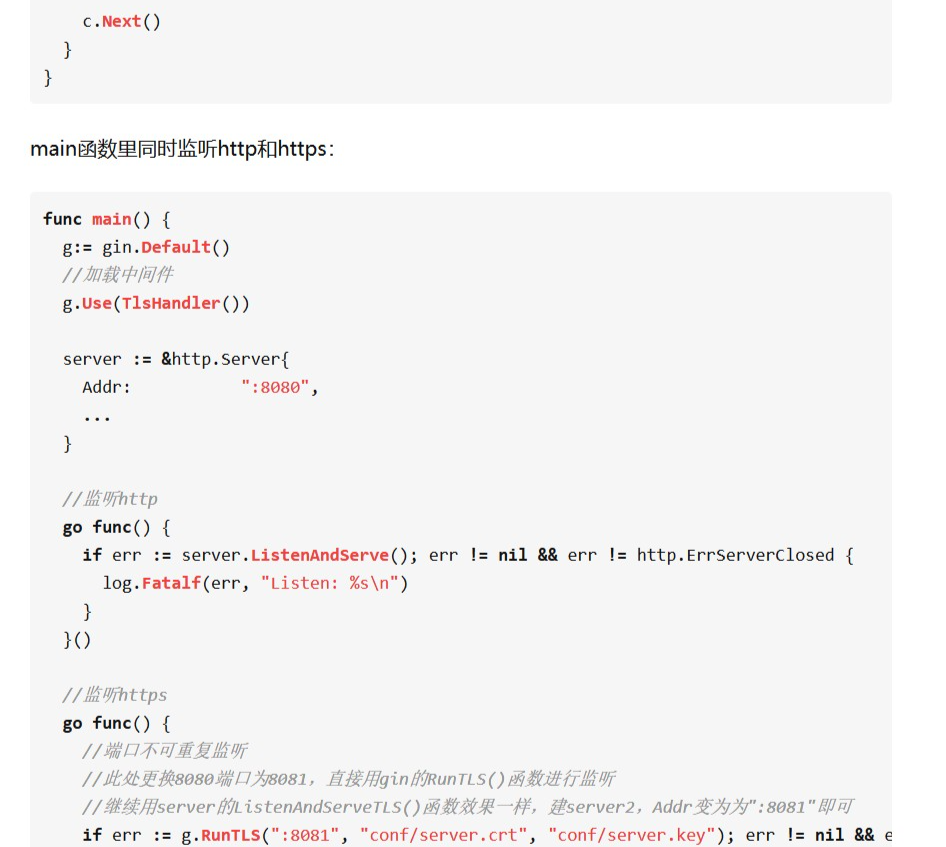 c.Next()
}
}
main函数里同时监听http和https：
func main() {
g:= gin.Default()
//加载中间件
g.Use(TlsHandler())
server := &http.Server{
Addr: ":8080",
...
}
//监听http
go func() {
if err := server.ListenAndServe(); err != nil && err != http.ErrServerClosed {
log.Fatalf(err, "Listen: %s\n")
}
}()
//监听https
go func() {
//端口不可重复监听
//此处更换8080端口为8081，直接用gin的RunTLS()函数进行监听
//继续用server的ListenAndServeTLS()函数效果一样，建server2，Addr变为为":8081"即可
if err := g.RunTLS(":8081", "conf/server.crt", "conf/server.key"); err != nil && e